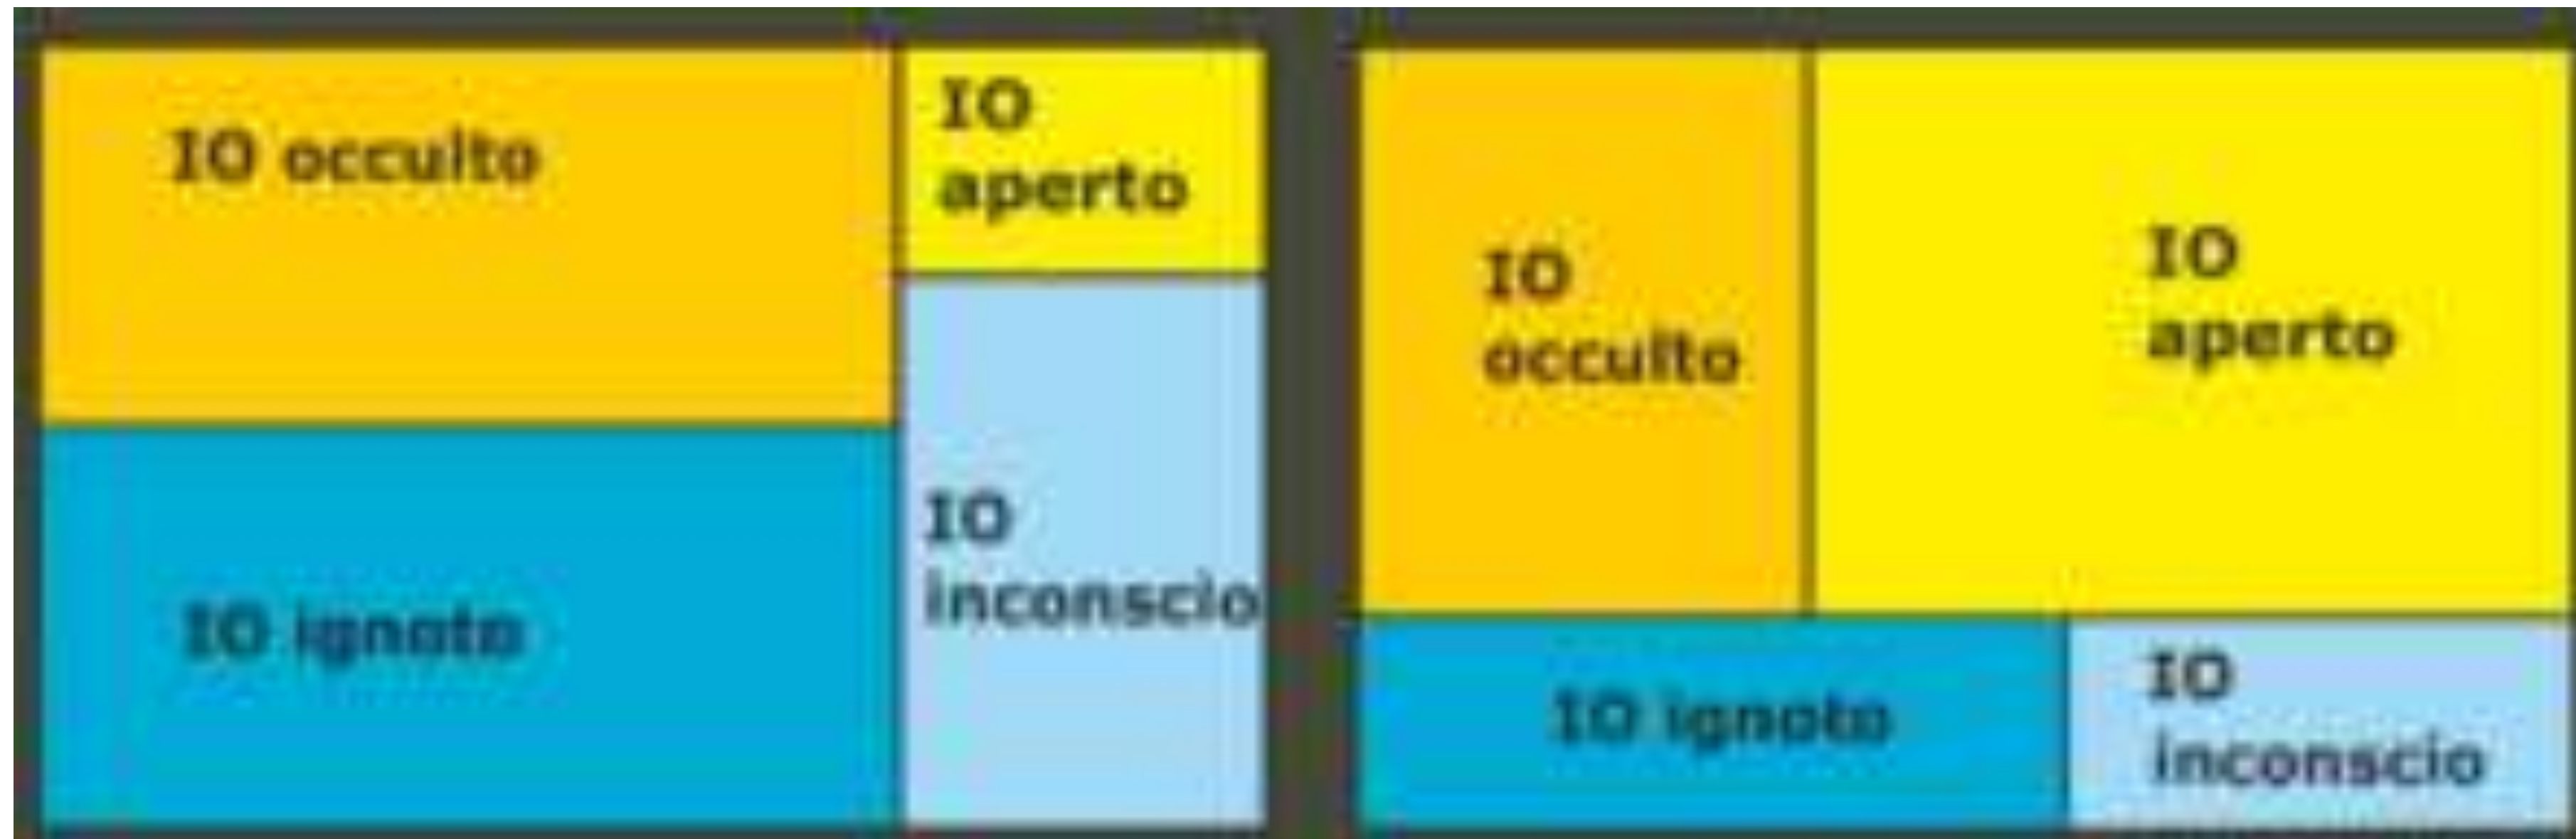 IO occulto
IO
aperto
IO ignoto
IO
inconscio
IO
occulto
IO
aperto
IO ignoto
IO
inconscio